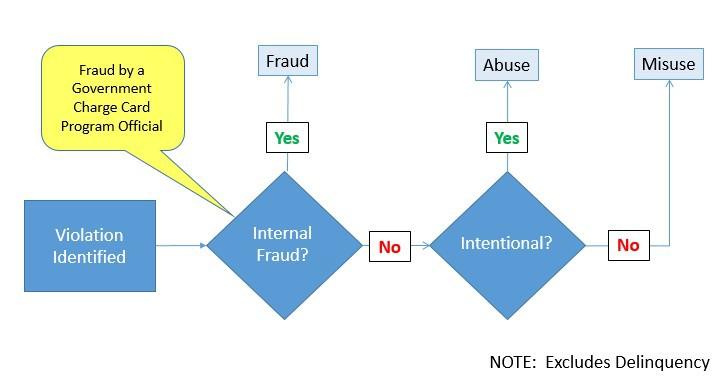 Fraud by a
Government
Charge Card
Program Official
Fraud
Abuse
Misuse
Yes
Yes
Violation
Identified
Internal
Fraud?
No
Intentional?
No
NOTE:  Excludes Delinquency